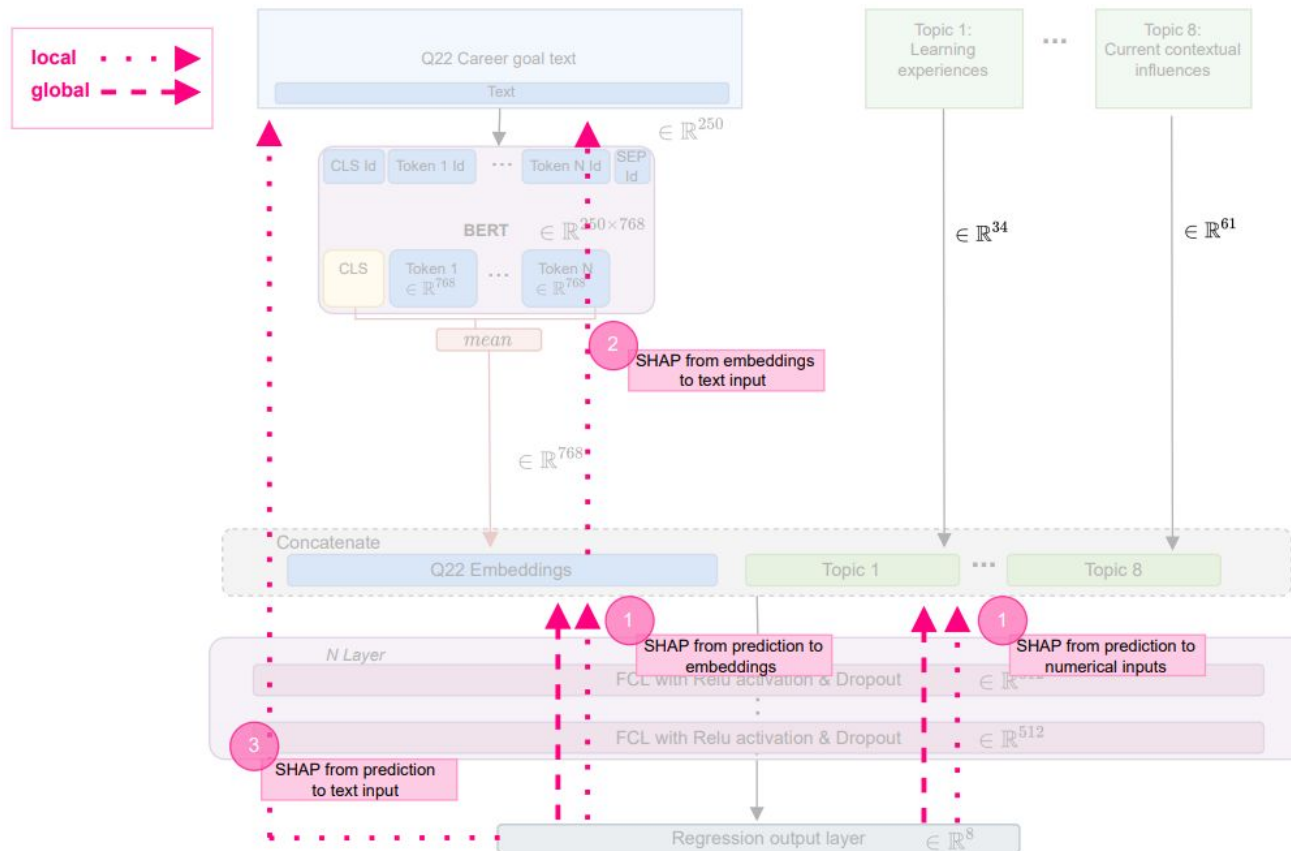 local
global
Q22 Career goal text
Text
Topic 1:
Learning
experiences
...
Topic 8:
Current contextual
influences
∈ ℝ^250
CLS Id
Token 1 Id
...
Token N Id
SEP
Id
BERT
∈ ℝ^250×768
CLS
Token 1
∈ ℝ^768
...
Token N
∈ ℝ^768
mean
∈ ℝ^34
∈ ℝ^61
2
SHAP from embeddings
to text input
∈ ℝ^768
Concatenate
Q22 Embeddings
Topic 1
...
Topic 8
1
SHAP from prediction to
embeddings
1
SHAP from prediction to
numerical inputs
N Layer
FCL with Relu activation & Dropout
∈ ℝ
FCL with Relu activation & Dropout
∈ ℝ^512
3
SHAP from prediction
to text input
Regression output layer
∈ ℝ^8